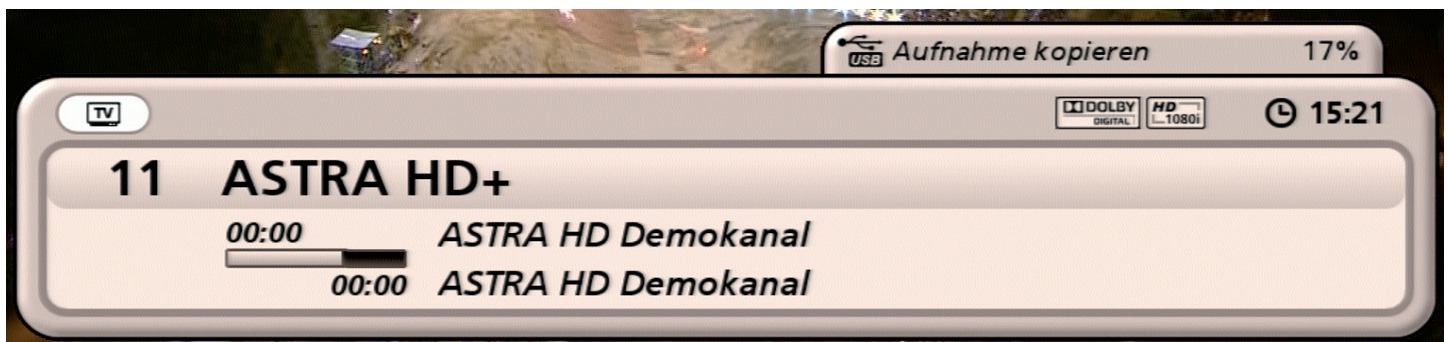 USB Aufnahme kopieren 17%
TV DOLBY DIGITAL HD 1080i 15:21
11 ASTRA HD+
00:00 ASTRA HD Demokanal
00:00 ASTRA HD Demokanal